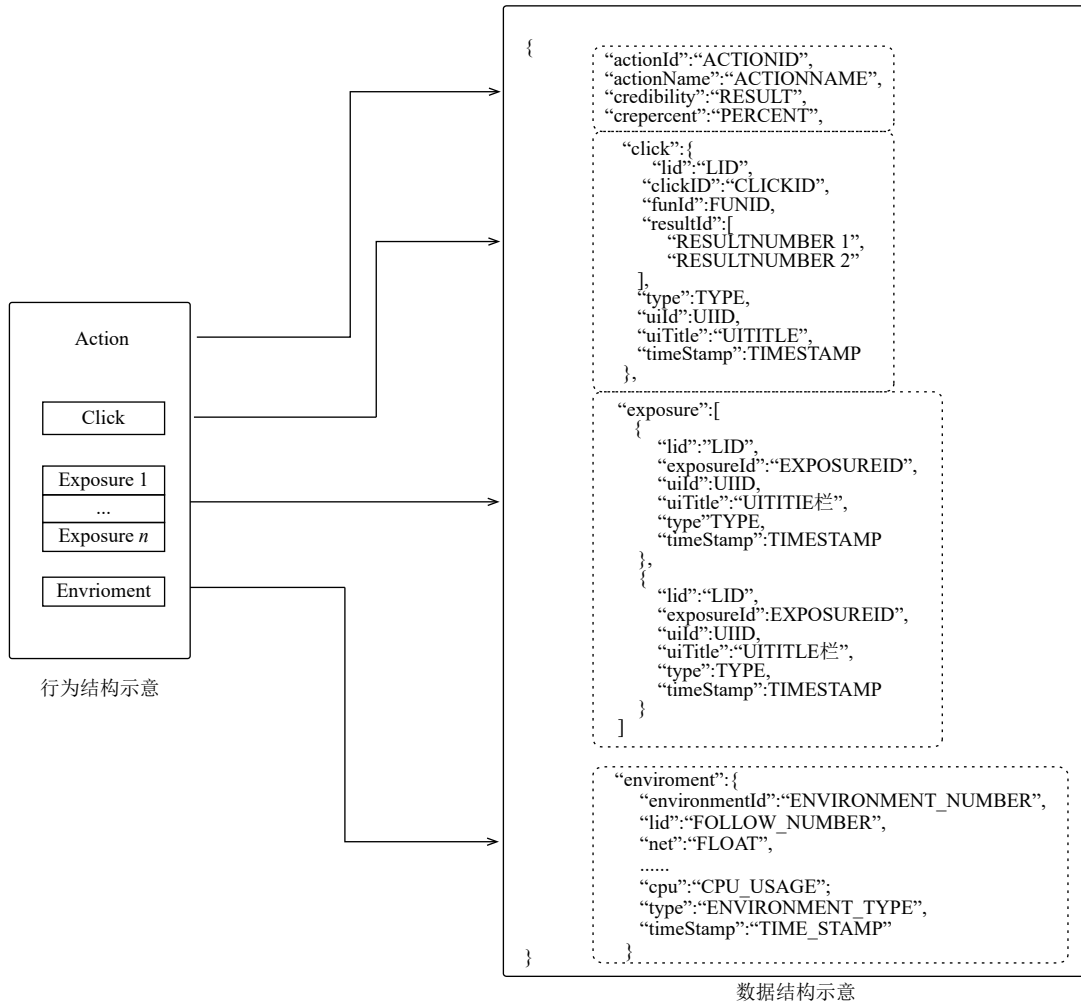 Action
Click
Exposure 1
...
Exposure n
Envrioment
行为结构示意
{
“actionId”:“ACTIONID”,
“actionName”:“ACTIONNAME”,
“credibility”:“RESULT”,
“crepercent”:“PERCENT”,
“click”:{
“lid”:“LID”,
“clickID”:“CLICKID”,
“funId”:FUNID,
“resultId”:[
“RESULTNUMBER 1”,
“RESULTNUMBER 2”
],
“type”:TYPE,
“uiId”:UIID,
“uiTitle”:“UITITLE”,
“timeStamp”:TIMESTAMP
},
“exposure”:[
{
“lid”:”LID”,
“exposureId”:“EXPOSUREID”,
“uiId”:UIID,
“uiTitle”:“UITITIE栏”,
“type”TYPE,
“timeStamp”:TIMESTAMP
},
{
“lid”:“LID”,
“exposureId”:EXPOSUREID”,
“uiId”:UIID,
“uiTitle”:“UITITLE栏”,
“type”:TYPE,
“timeStamp”:TIMESTAMP
}
]
“enviroment”:{
“environmentId”:“ENVIRONMENT_NUMBER”,
“lid”:“FOLLOW_NUMBER”,
“net”:“FLOAT”,
......
“cpu”:“CPU_USAGE”;
“type”:“ENVIRONMENT_TYPE”,
“timeStamp”:“TIME_STAMP”
}
}
数据结构示意